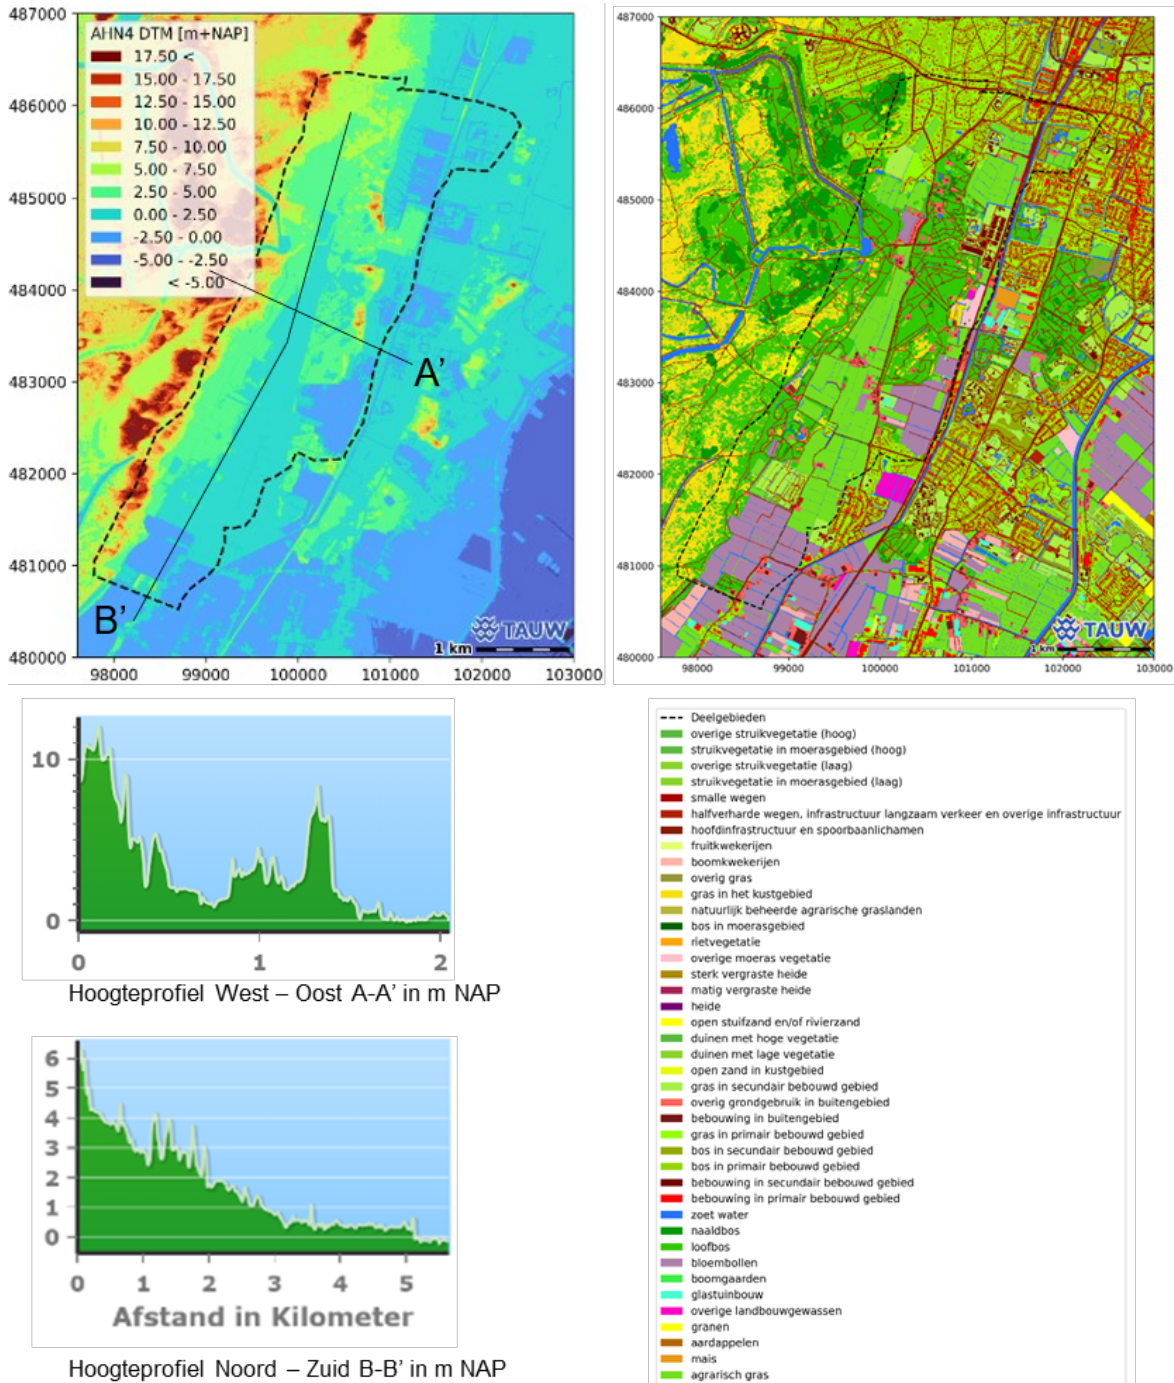 487000
486000
485000
484000
483000
482000
481000
480000
AHN4 DTM [m+NAP]
17.50 <
15.00 - 17.50
12.50 - 15.00
10.00 - 12.50
7.50 - 10.00
5.00 - 7.50
2.50 - 5.00
0.00 - 2.50
-2.50 - 0.00
-5.00 - -2.50
< -5.00
A'
B'
TAUW
1 km
98000 99000 100000 101000 102000 103000
487000
486000
485000
484000
483000
482000
481000
480000
TAUW
1 km
98000 99000 100000 101000 102000 103000
10
0
0 1 2
Hoogteprofiel West – Oost A-A' in m NAP
6
5
4
3
2
1
0
0 1 2 3 4 5
Afstand in Kilometer
Hoogteprofiel Noord – Zuid B-B' in m NAP
Deelgebieden
overige struikvegetatie (hoog)
struikvegetatie in moerasgebied (hoog)
overige struikvegetatie (laag)
struikvegetatie in moerasgebied (laag)
smalle wegen
halfverharde wegen, infrastructuur langzaam verkeer en overige infrastructuur
hoofdinfrastructuur en spoorbaanlichamen
fruitkwekerijen
boomkwekerijen
overig gras
gras in het kustgebied
natuurlijk beheerde agrarische graslanden
bos in moerasgebied
rietvegetatie
overige moeras vegetatie
sterk vergraste heide
matig vergraste heide
heide
open stuifzand en/of rivierzand
duinen met hoge vegetatie
duinen met lage vegetatie
open zand in kustgebied
gras in secundair bebouwd gebied
overig grondgebruik in buitengebied
bebouwing in buitengebied
gras in primair bebouwd gebied
bos in secundair bebouwd gebied
bos in primair bebouwd gebied
bebouwing in secundair bebouwd gebied
bebouwing in primair bebouwd gebied
zoet water
naaldbos
loofbos
bloembollen
boomgaarden
glastuinbouw
overige landbouwgewassen
granen
aardappelen
mais
agrarisch gras